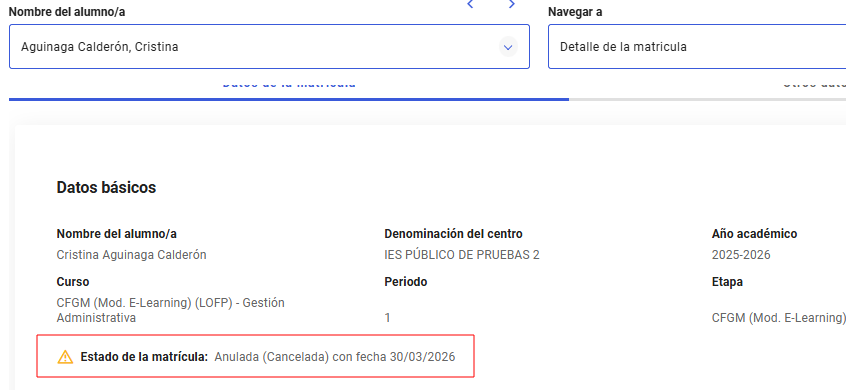 Nombre del alumno/a
Navegar a
Aguinaga Calderón, Cristina
Detalle de la matricula
Datos de la matrícula
Datos básicos
Nombre del alumno/a
Denominación del centro
Año académico
Cristina Aguinaga Calderón
IES PÚBLICO DE PRUEBAS 2
2025-2026
Curso
Periodo
Etapa
CFGM (Mod. E-Learning) (LOFP) - Gestión
Administrativa
1
CFGM (Mod. E-Learning)
Estado de la matrícula: Anulada (Cancelada) con fecha 30/03/2026